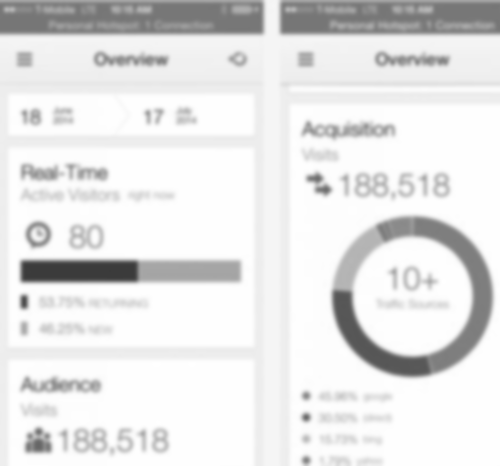 T-Mobile LTE 10:15 AM
Personal Hotspot: 1 Connection
Overview
18 JUN 2014
17 JUL 2014
Real-Time
Active Visitors right now
80
53.75% RETURNING
46.25% NEW
Audience
Visits
188,518
T-Mobile LTE 10:15 AM
Personal Hotspot: 1 Connection
Overview
Acquisition
Visits
188,518
10+
Traffic Sources
45.96% google
30.50% (direct)
15.73% bing
1.79% yahoo